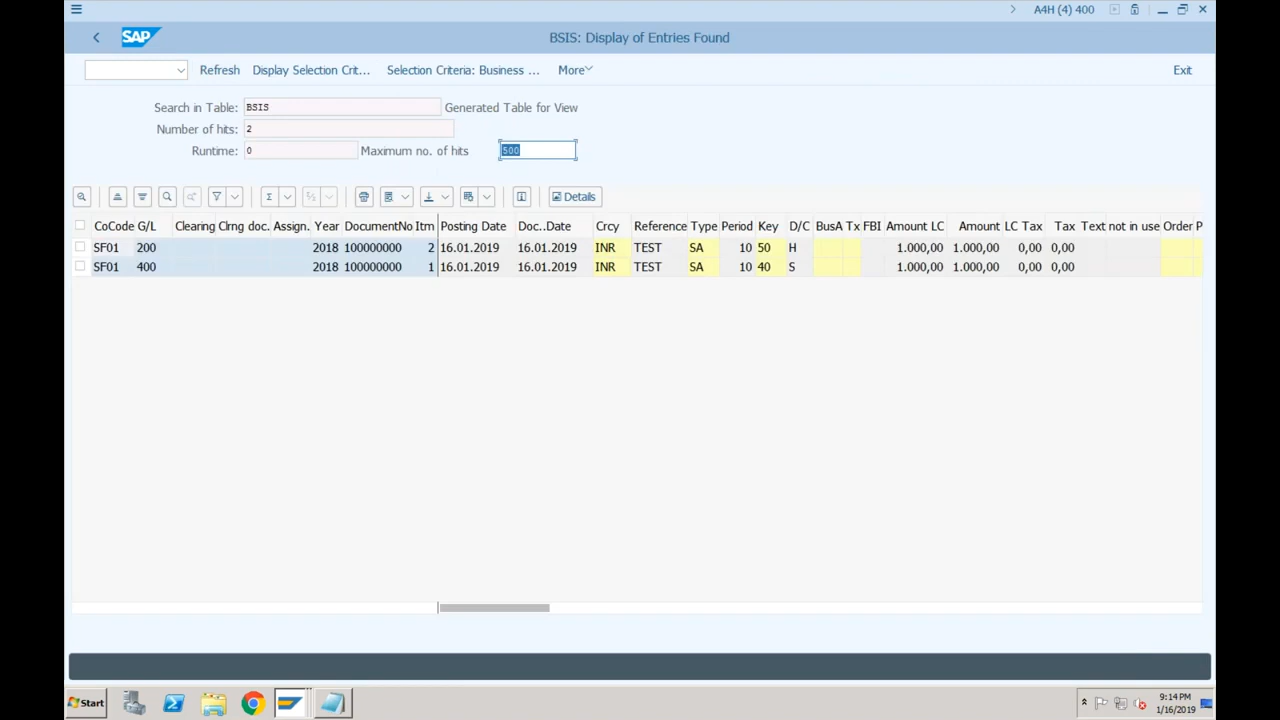 A4H (4) 400
SAP
BSIS: Display of Entries Found
Refresh Display Selection Crit... Selection Criteria: Business ... More Exit
Search in Table: BSIS Generated Table for View
Number of hits: 2
Runtime: 0 Maximum no. of hits 500
Σ Details
CoCode G/L Clearing Clrng doc. Assign. Year DocumentNo Itm Posting Date Doc..Date Crcy Reference Type Period Key D/C BusA Tx FBI Amount LC Amount LC Tax Tax Text not in use Order P
SF01 200 2018 100000000 2 16.01.2019 16.01.2019 INR TEST SA 10 50 H 1.000,00 1.000,00 0,00 0,00
SF01 400 2018 100000000 1 16.01.2019 16.01.2019 INR TEST SA 10 40 S 1.000,00 1.000,00 0,00 0,00
Start 9:14 PM
1/16/2019